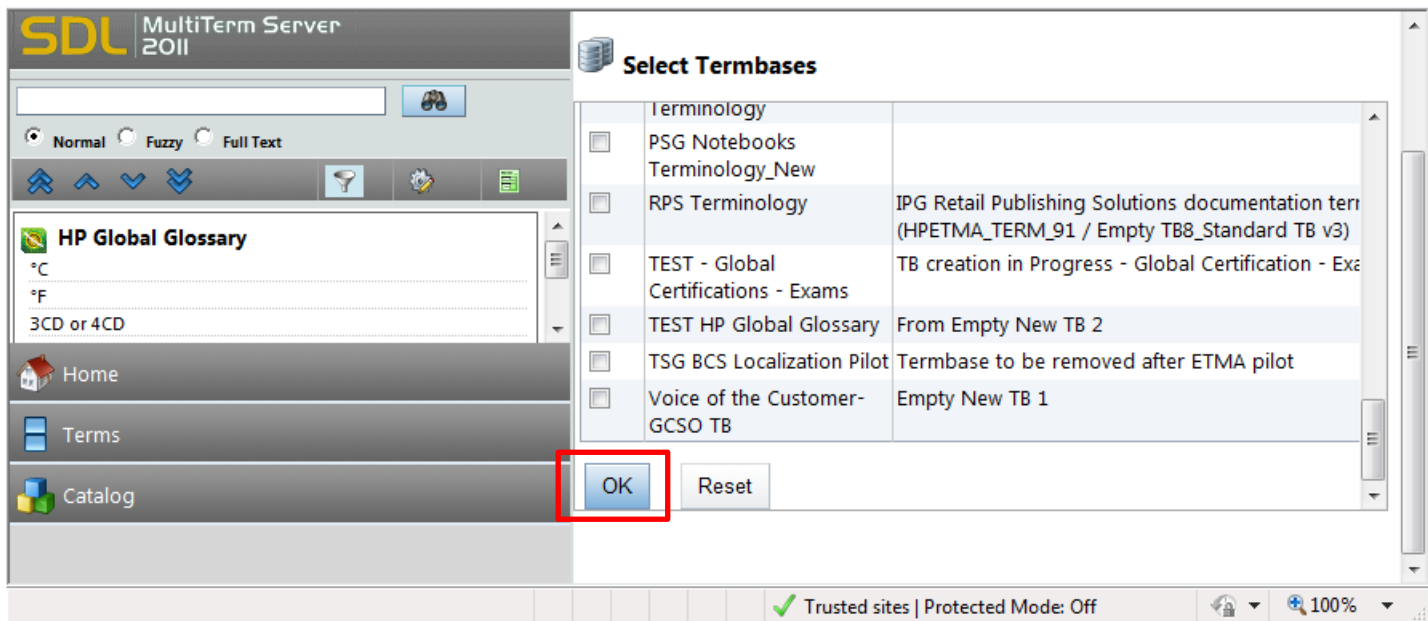 SDL MultiTerm Server
2011
Normal Fuzzy Full Text
HP Global Glossary
°C
°F
3CD or 4CD
Home
Terms
Catalog
Select Termbases
Terminology
PSG Notebooks
Terminology_New
RPS Terminology IPG Retail Publishing Solutions documentation terr
(HPETMA_TERM_91 / Empty TB8_Standard TB v3)
TEST - Global TB creation in Progress - Global Certification - Exa
Certifications - Exams
TEST HP Global Glossary From Empty New TB 2
TSG BCS Localization Pilot Termbase to be removed after ETMA pilot
Voice of the Customer- Empty New TB 1
GCSO TB
OK Reset
Trusted sites | Protected Mode: Off 100%